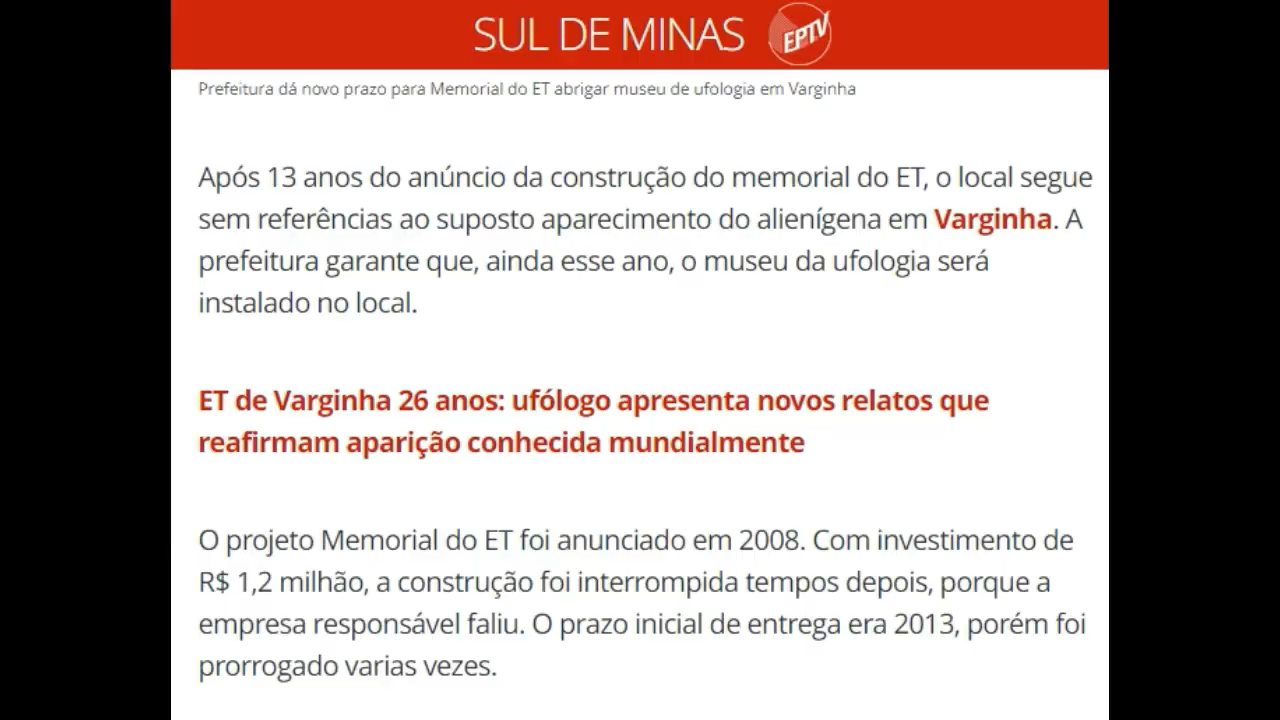 SUL DE MINAS EPTV
Prefeitura dá novo prazo para Memorial do ET abrigar museu de ufologia em Varginha
Após 13 anos do anúncio da construção do memorial do ET, o local segue
sem referências ao suposto aparecimento do alienígena em Varginha. A
prefeitura garante que, ainda esse ano, o museu da ufologia será
instalado no local.
ET de Varginha 26 anos: ufólogo apresenta novos relatos que
reafirmam aparição conhecida mundialmente
O projeto Memorial do ET foi anunciado em 2008. Com investimento de
R$ 1,2 milhão, a construção foi interrompida tempos depois, porque a
empresa responsável faliu. O prazo inicial de entrega era 2013, porém foi
prorrogado varias vezes.